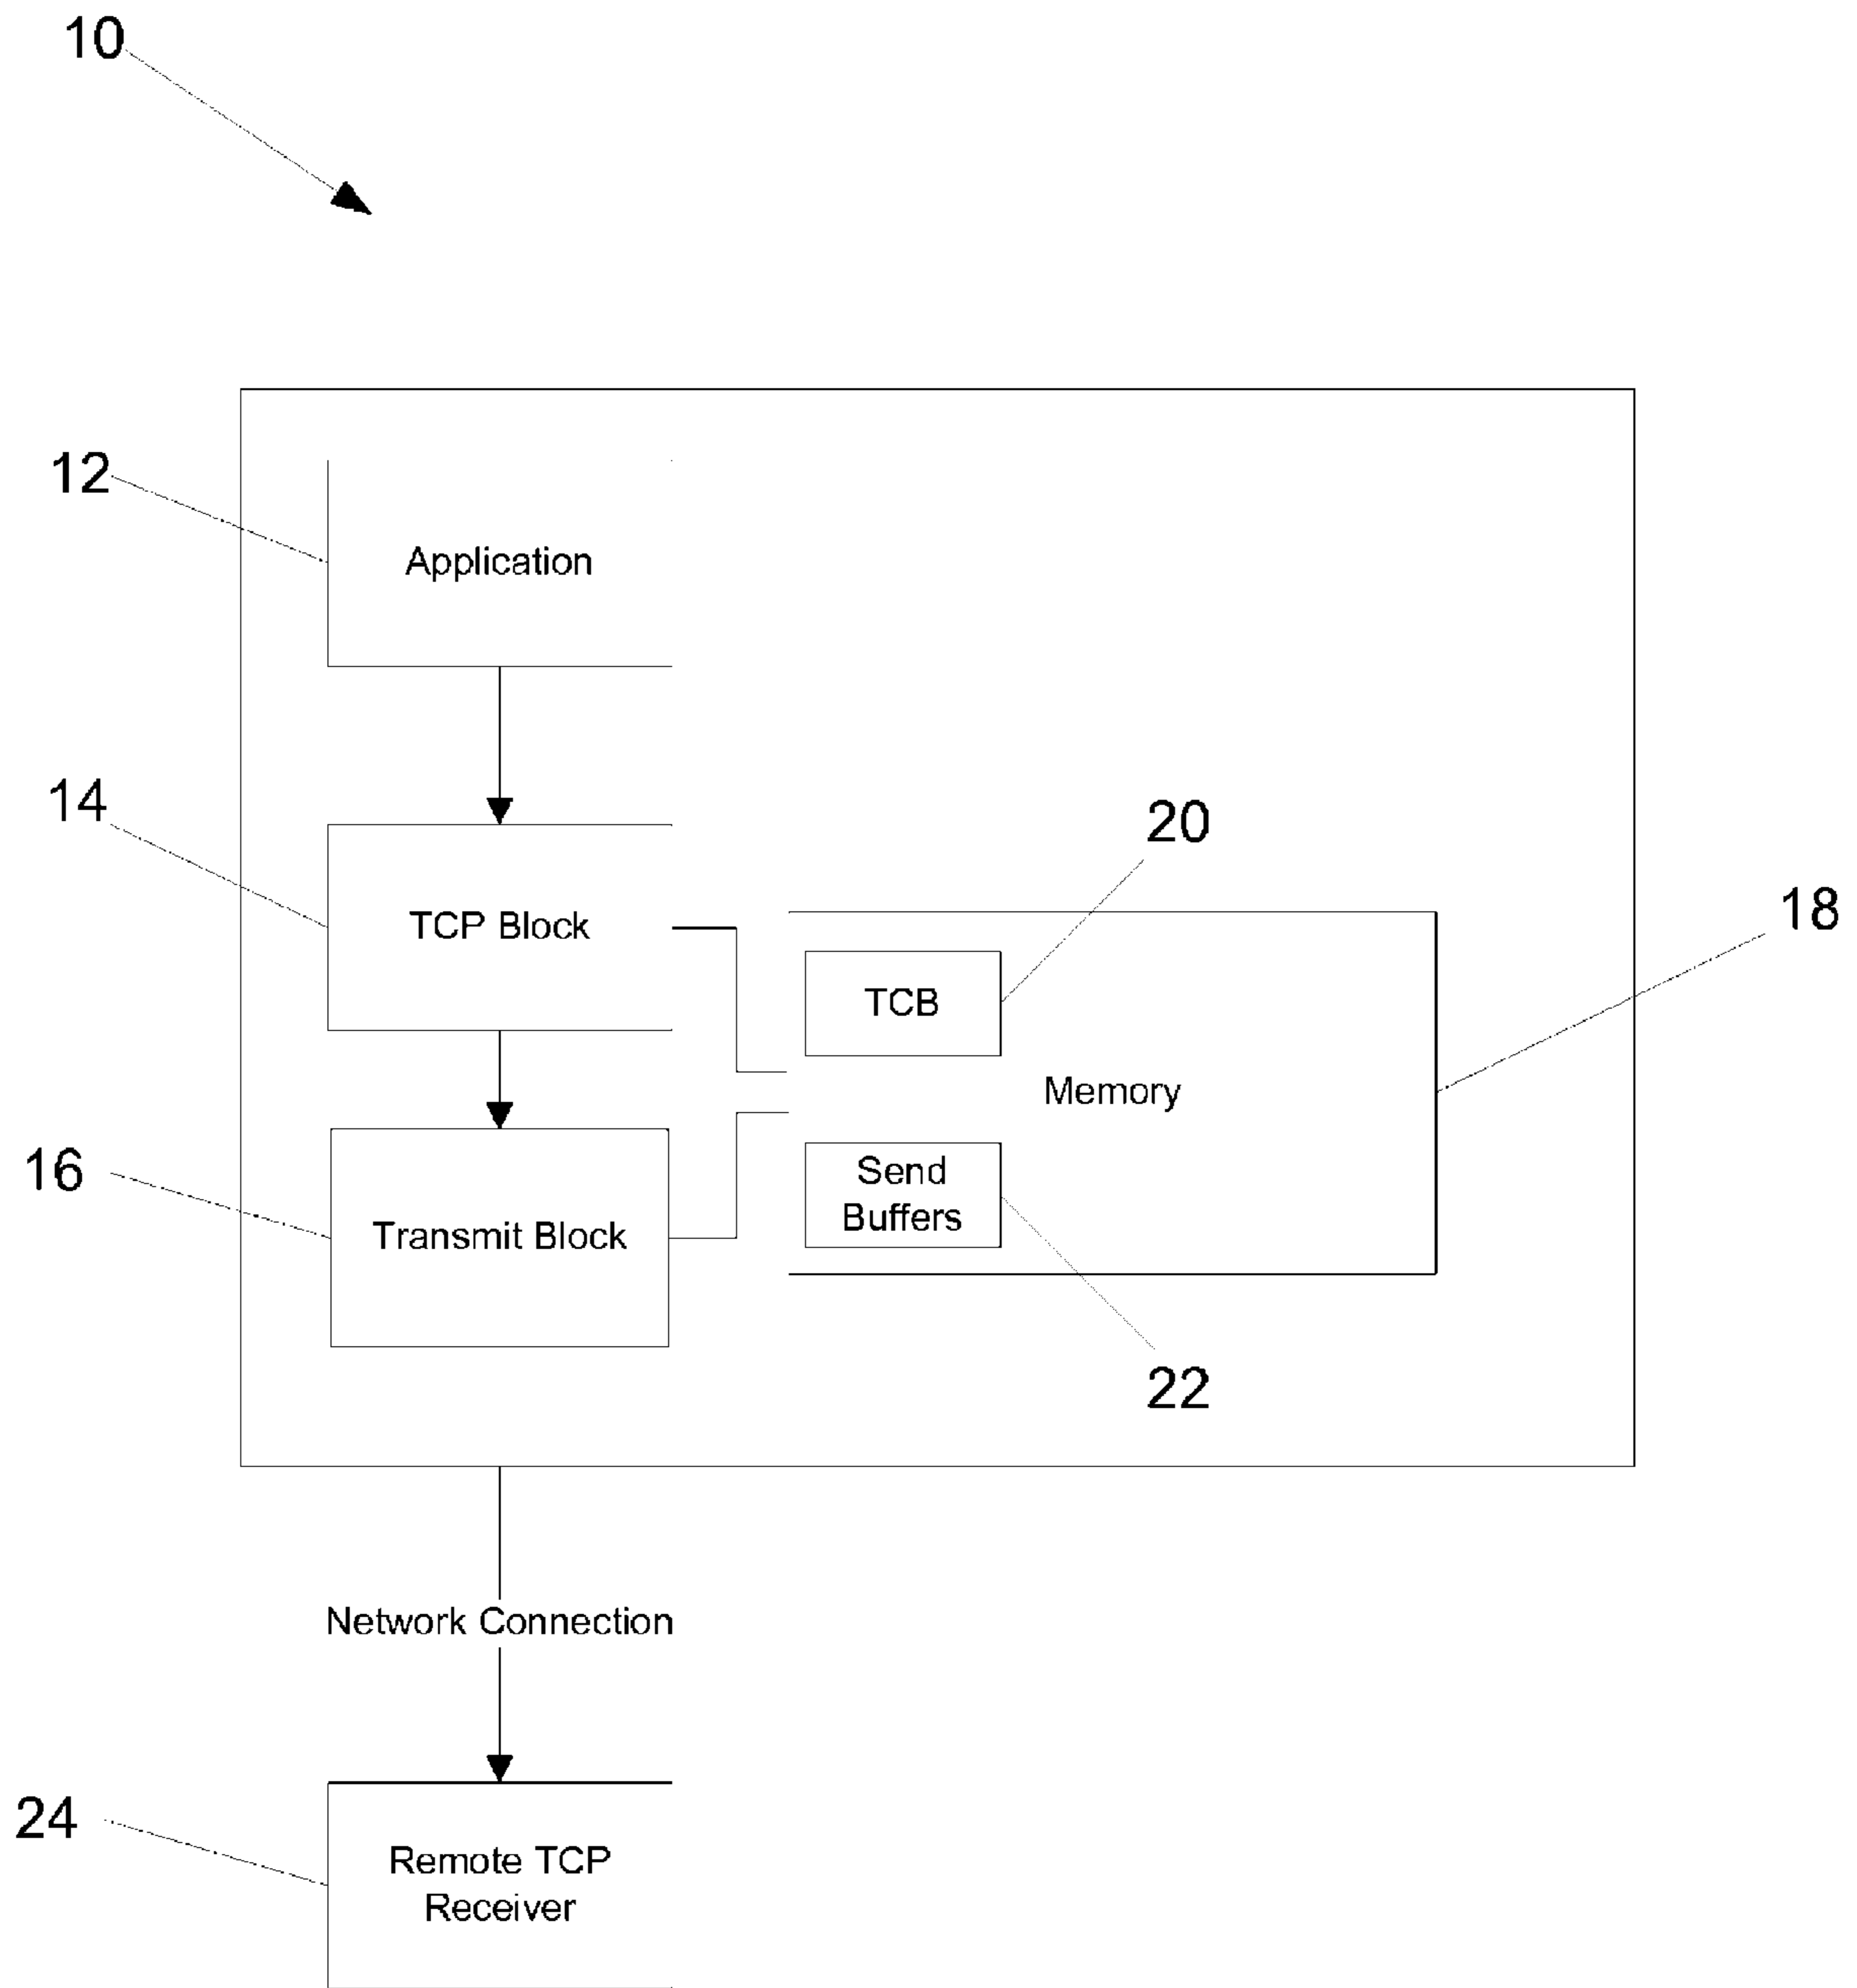 10
12
Application
14
20
18
TCP Block
TCB
Memory
16
Send
Buffers
Transmit Block
22
Network Connection
24
Remote TCP
Receiver